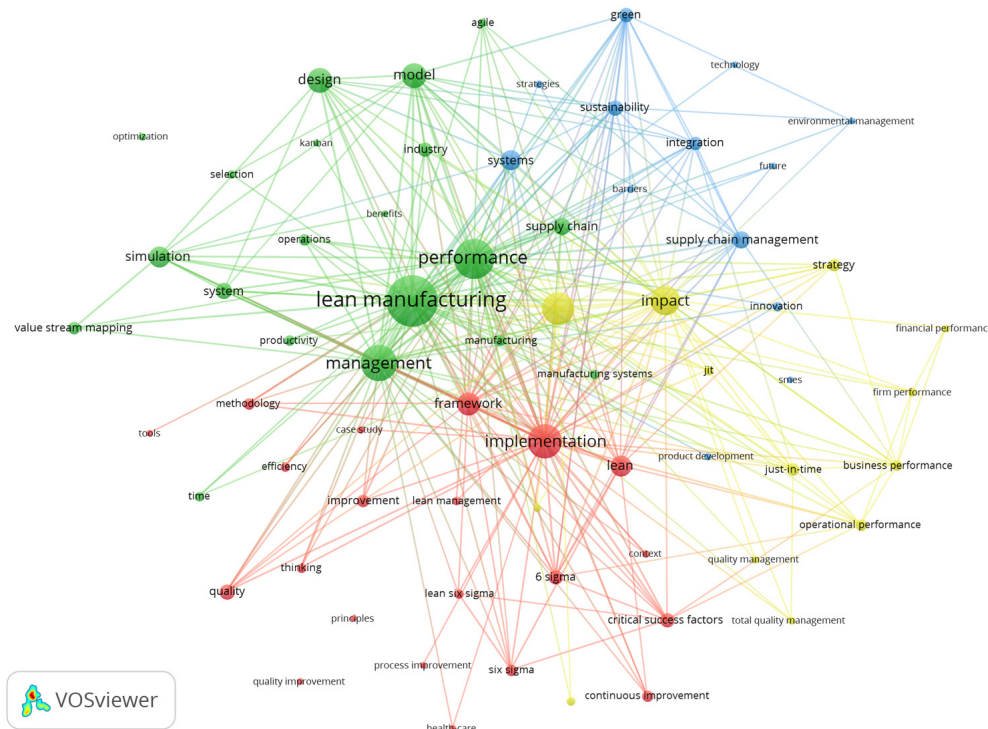 agile
green
technology
design
model
strategies
sustainability
environmental-management
optimization
kanban
industry
integration
systems
future
selection
barriers
benefits
supply chain
operations
supply chain management
simulation
performance
strategy
system
lean manufacturing
impact
innovation
value stream mapping
financial performanc
productivity
manufacturing
management
manufacturing systems
jit
smes
firm performance
methodology
framework
tools
case study
implementation
product development
efficiency
lean
just-in-time
business performance
time
improvement
lean management
operational performance
context
quality management
thinking
6 sigma
quality
lean six sigma
principles
critical success factors
total quality management
process improvement
six sigma
quality improvement
continuous improvement
health-care
VOSviewer